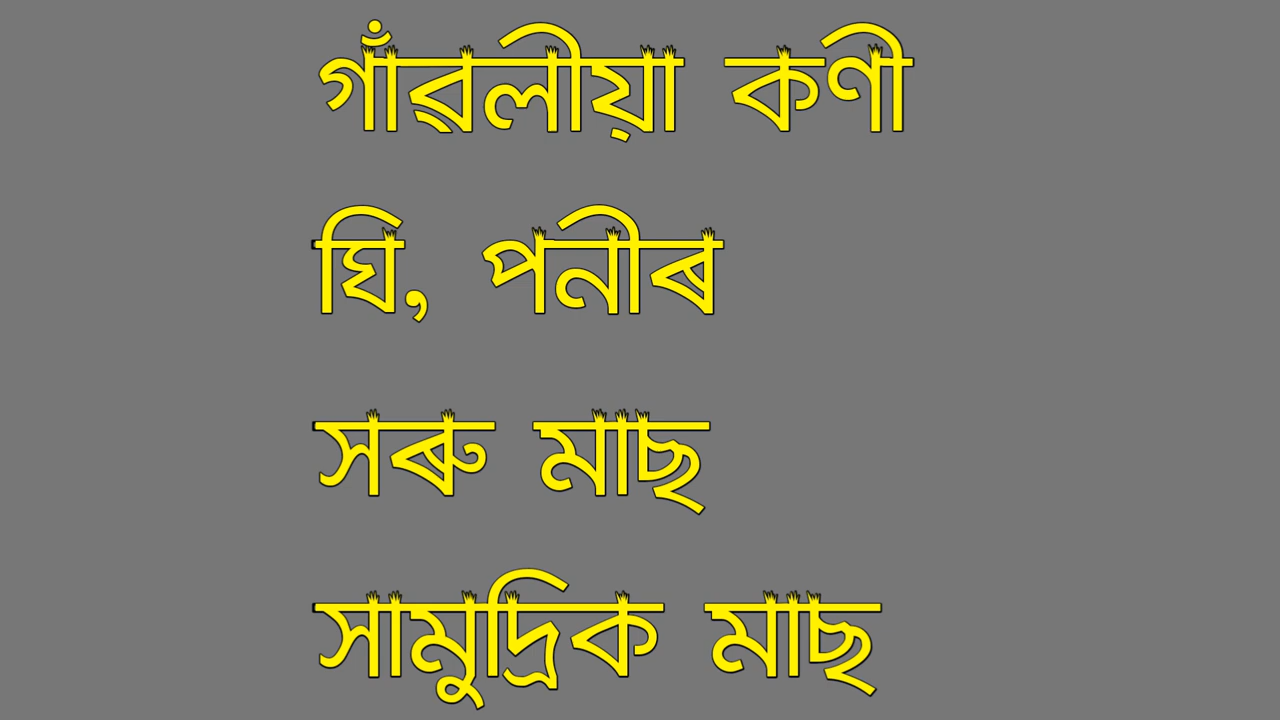 গাঁৱলীয়া কণী
ঘি, পনীৰ
সৰু মাছ
সামুদ্ৰিক মাছ